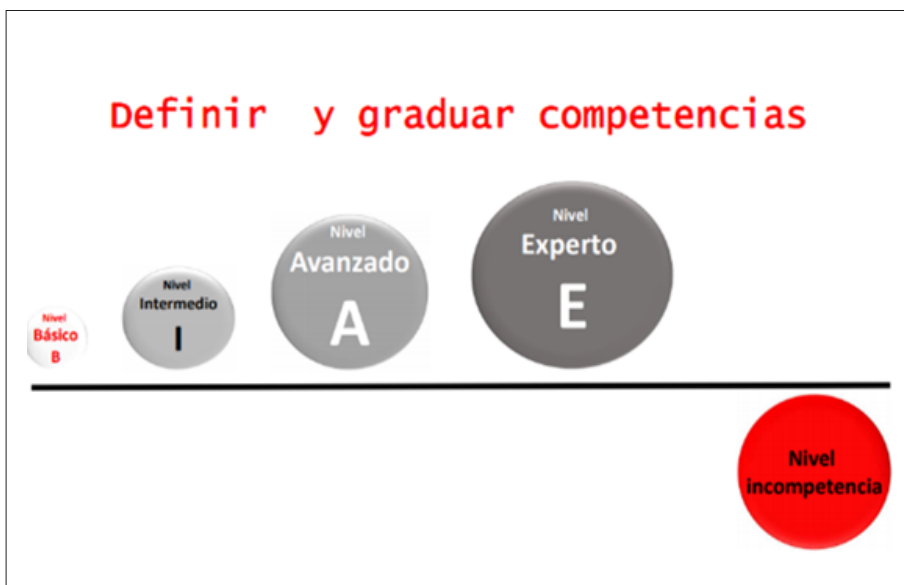 Definir y graduar competencias
Nivel
Básico
B
Nivel
Intermedio
I
Nivel
Avanzado
A
Nivel
Experto
E
Nivel
incompetencia